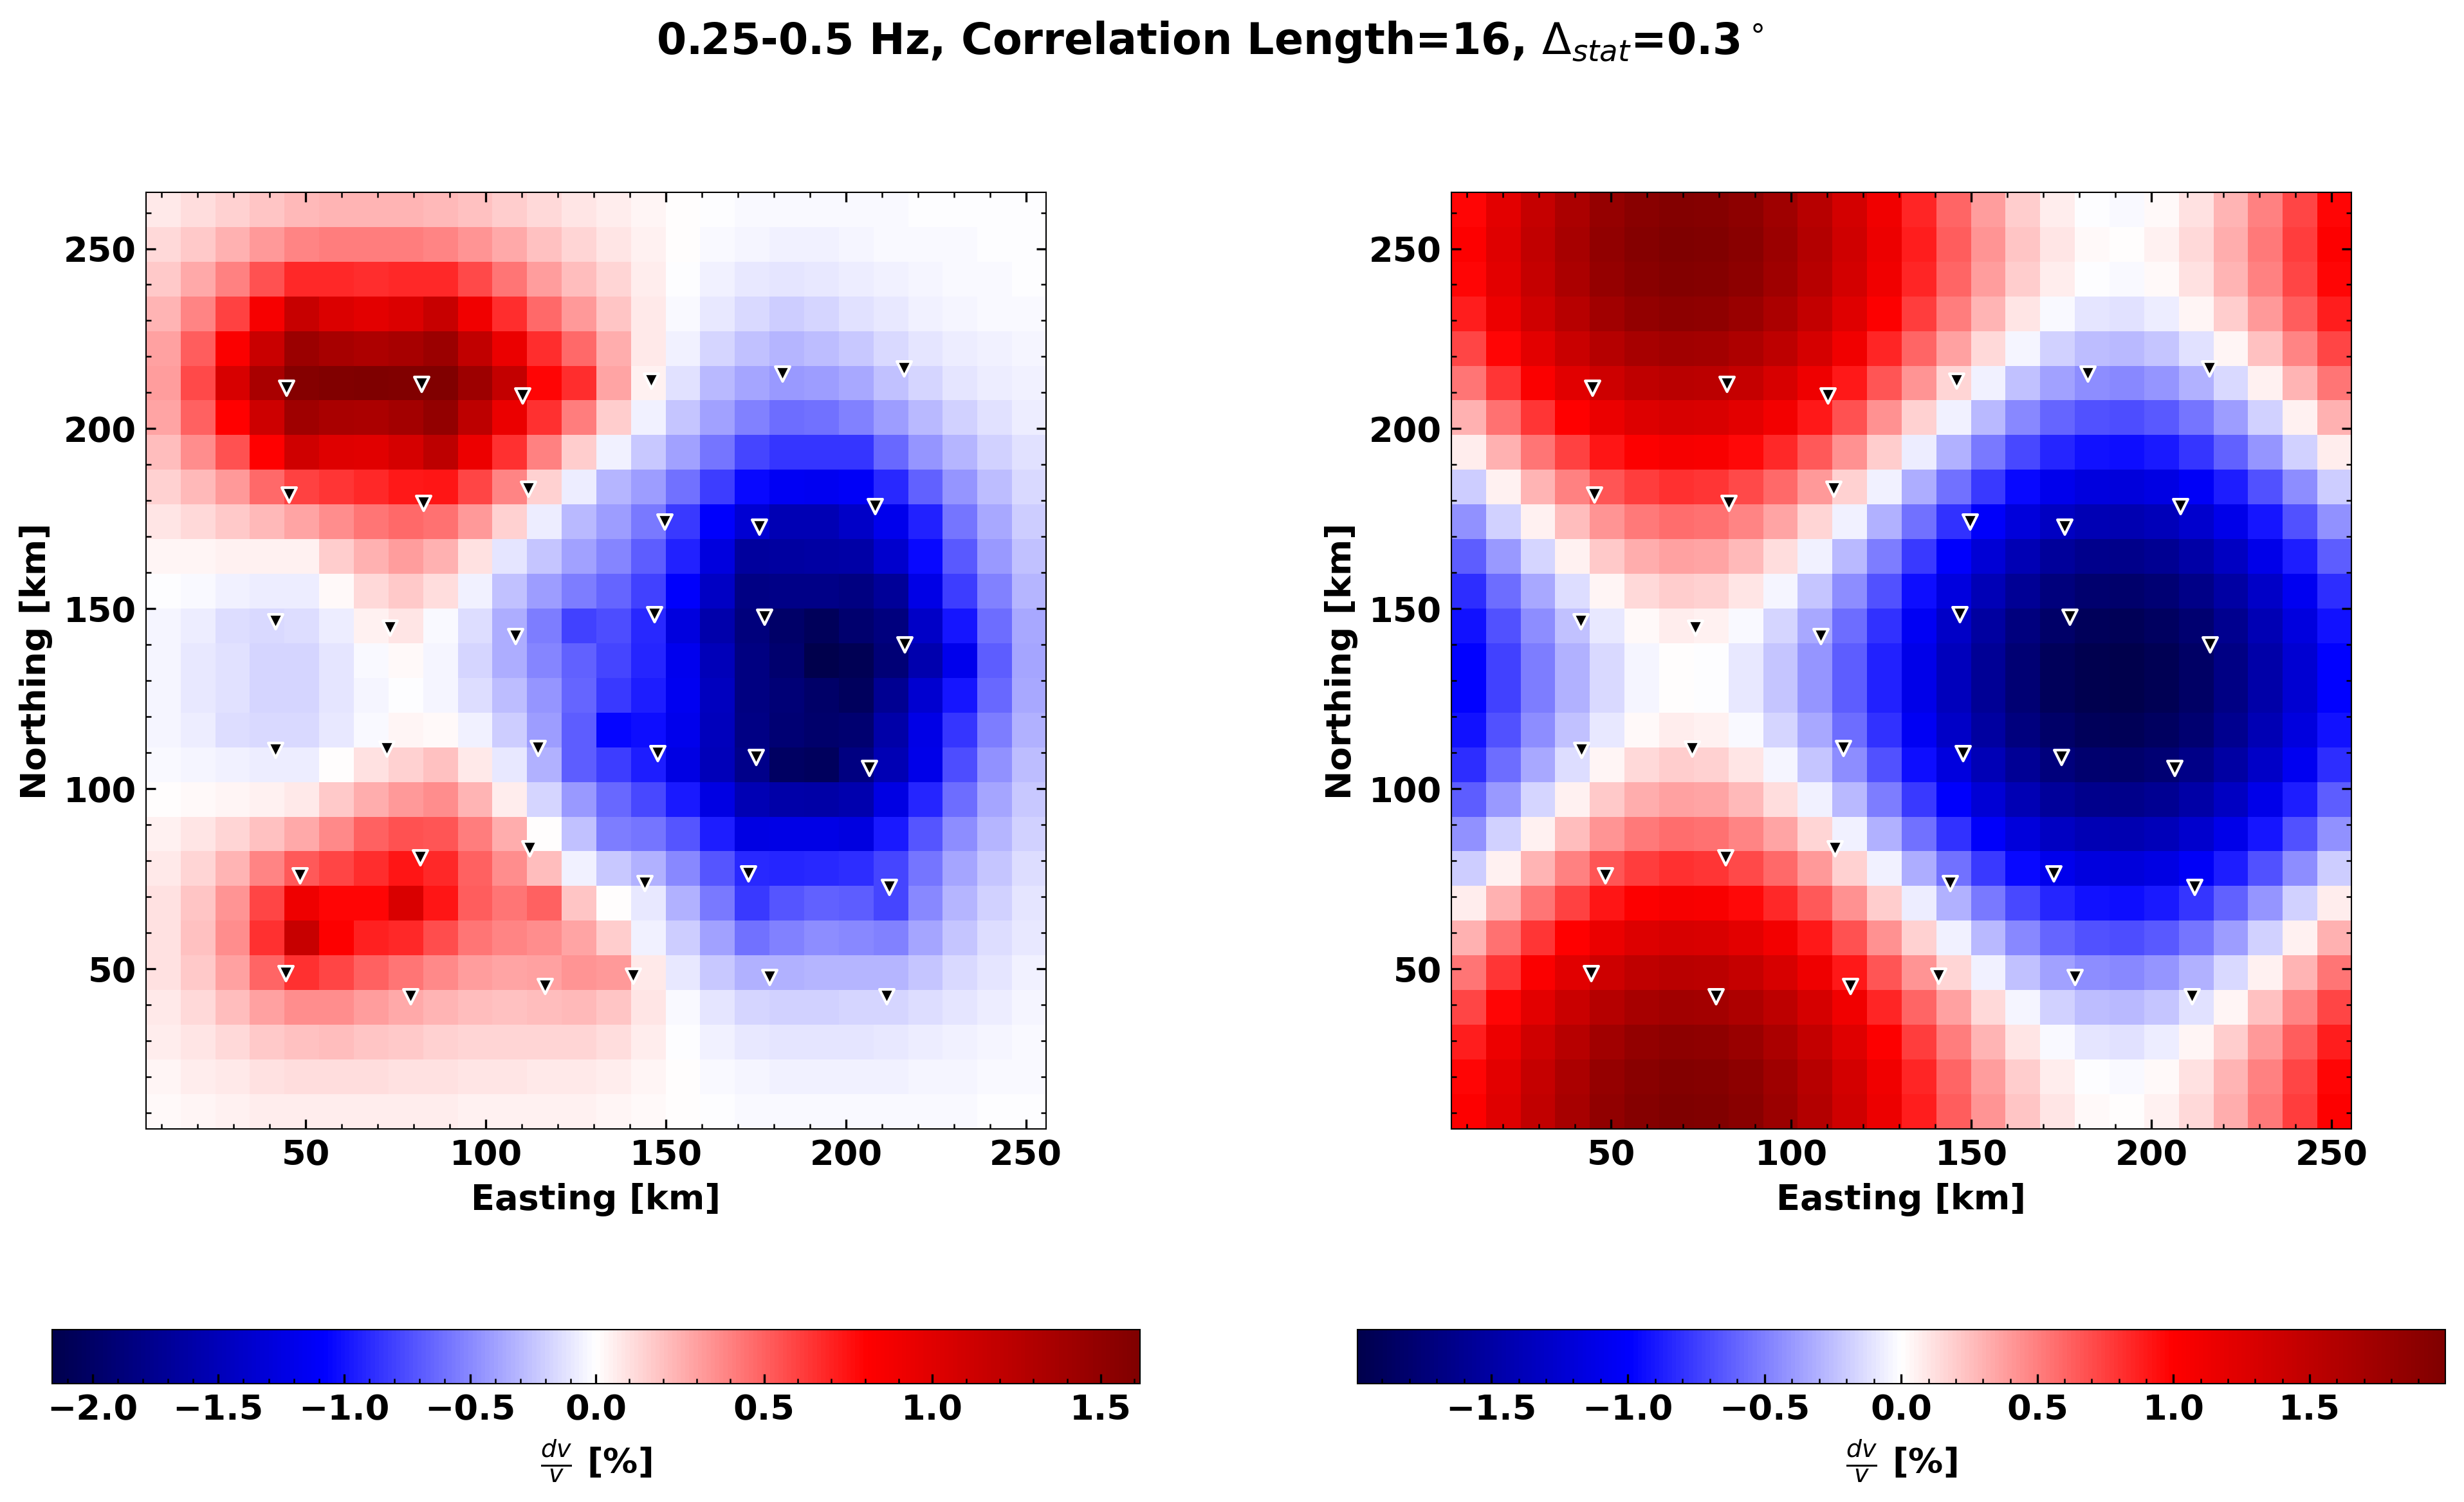 0.25-0.5 Hz, Correlation Length=16, Δstat=0.3°
250
200
150
100
50
Northing [km]
50 100 150 200 250
Easting [km]
−2.0 −1.5 −1.0 −0.5 0.0 0.5 1.0 1.5
dv/v [%]
250
200
150
100
50
Northing [km]
50 100 150 200 250
Easting [km]
−1.5 −1.0 −0.5 0.0 0.5 1.0 1.5
dv/v [%]